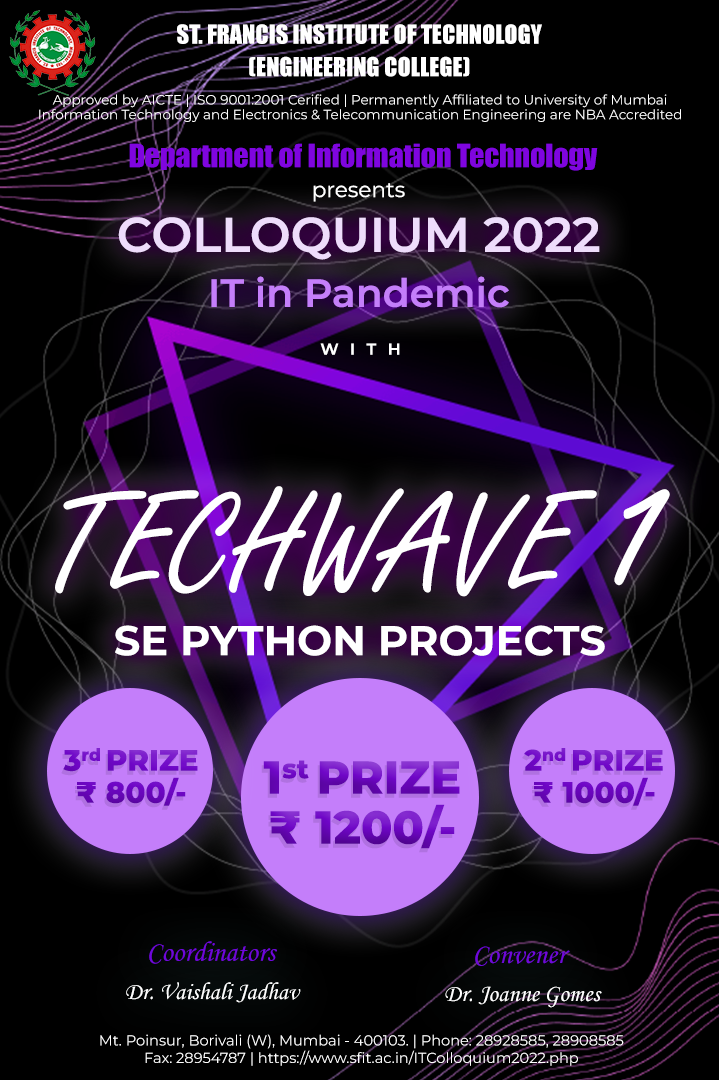 ST. FRANCIS INSTITUTE OF TECHNOLOGY
(ENGINEERING COLLEGE)
Approved by AICTE | ISO 9001:2001 Cerified | Permanently Affiliated to University of Mumbai
Information Technology and Electronics & Telecommunication Engineering are NBA Accredited
Department of Information Technology
presents
COLLOQUIUM 2022
IT in Pandemic
WITH
TECHWAVE 1
SE PYTHON PROJECTS
3rd PRIZE
₹ 800/-
1st PRIZE
₹ 1200/-
2nd PRIZE
₹ 1000/-
Coordinators
Dr. Vaishali Jadhav
Convener
Dr. Joanne Gomes
Mt. Poinsur, Borivali (W), Mumbai - 400103. | Phone: 28928585, 28908585
Fax: 28954787 | https://www.sfit.ac.in/ITColloquium2022.php